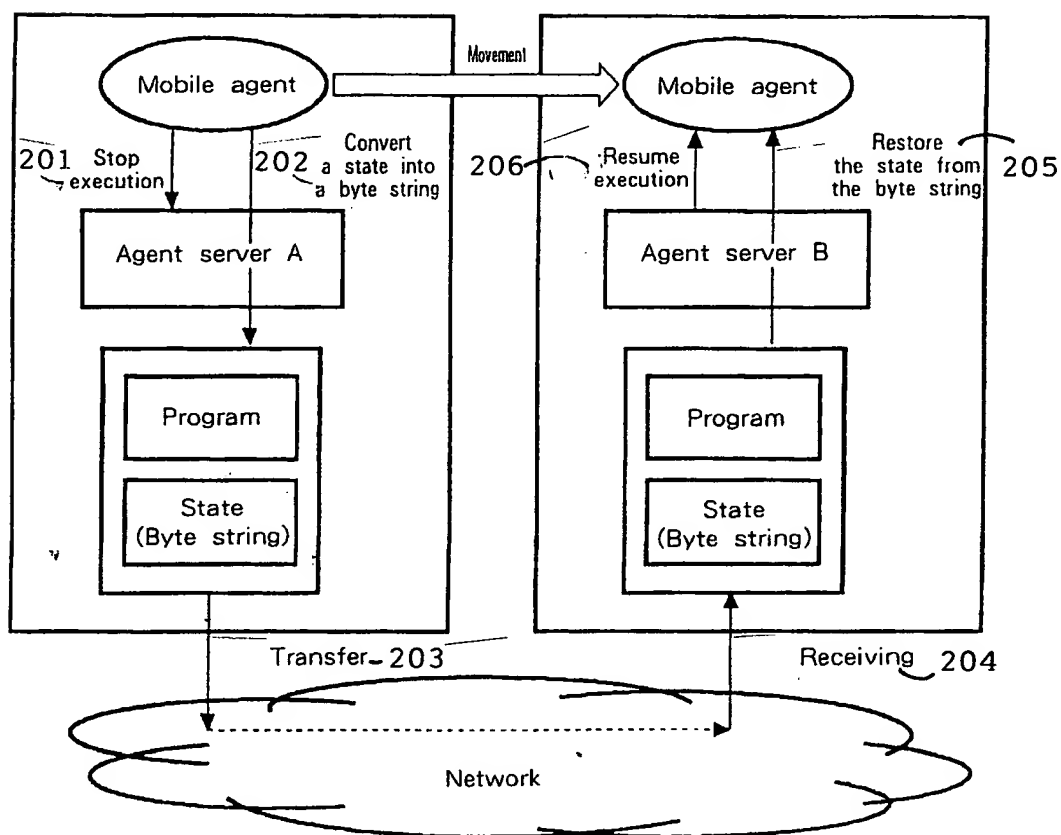 Movement
Mobile agent
Mobile agent
201 Stop
execution
202 Convert
a state into
a byte string
206 Resume
execution
Restore
the state from 205
the byte string
Agent server A
Agent server B
Program
Program
State
(Byte string)
State
(Byte string)
Transfer 203
Receiving 204
Network